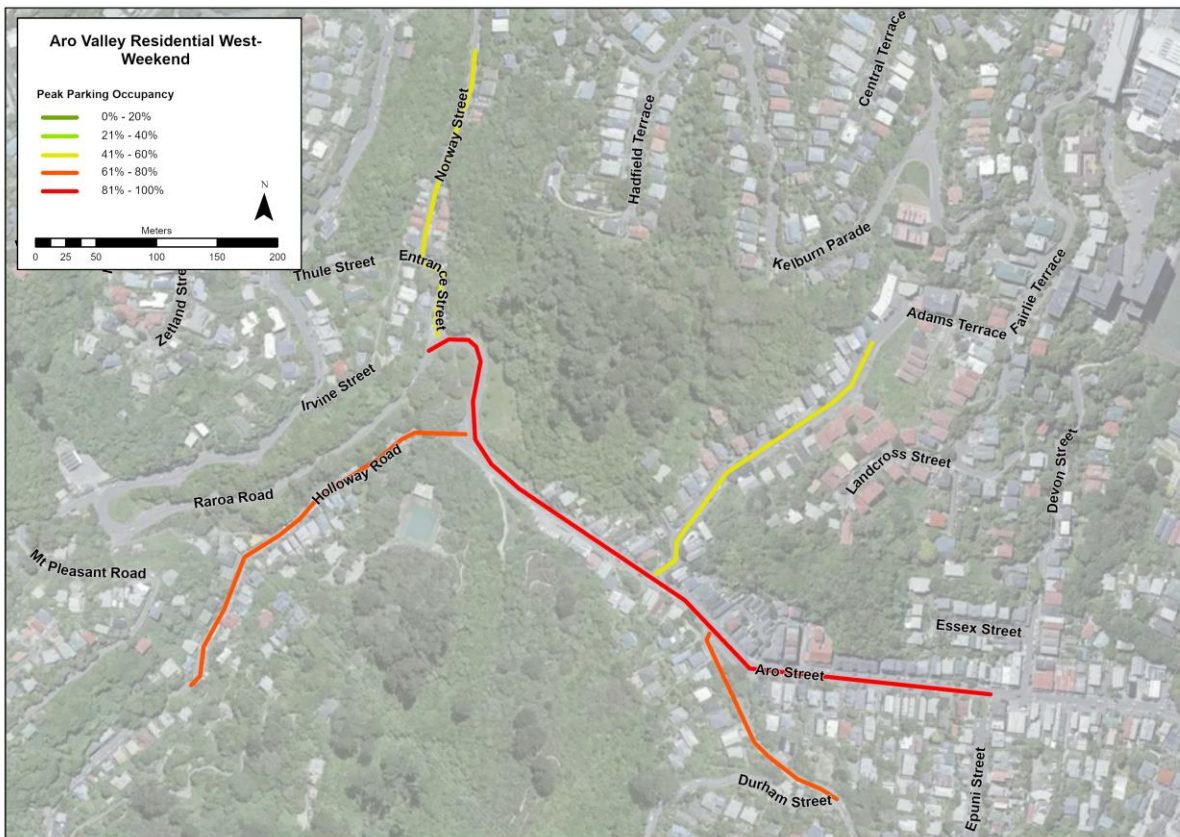 Aro Valley Residential West-
Weekend
Peak Parking Occupancy
0% - 20%
21% - 40%
41% - 60%
61% - 80%
81% - 100%
N
Meters
0 25 50 100 150 200
Norway Street
Hadfield Terrace
Central Terrace
Kelburn Parade
Thule Street
Entrance Street
Zetland Stre
Adams Terrace
Fairlie Terrace
Irvine Street
Landcross Street
Devon Street
Holloway Road
Raroa Road
Mt Pleasant Road
Essex Street
Aro Street
Durham Street
Epuni Street